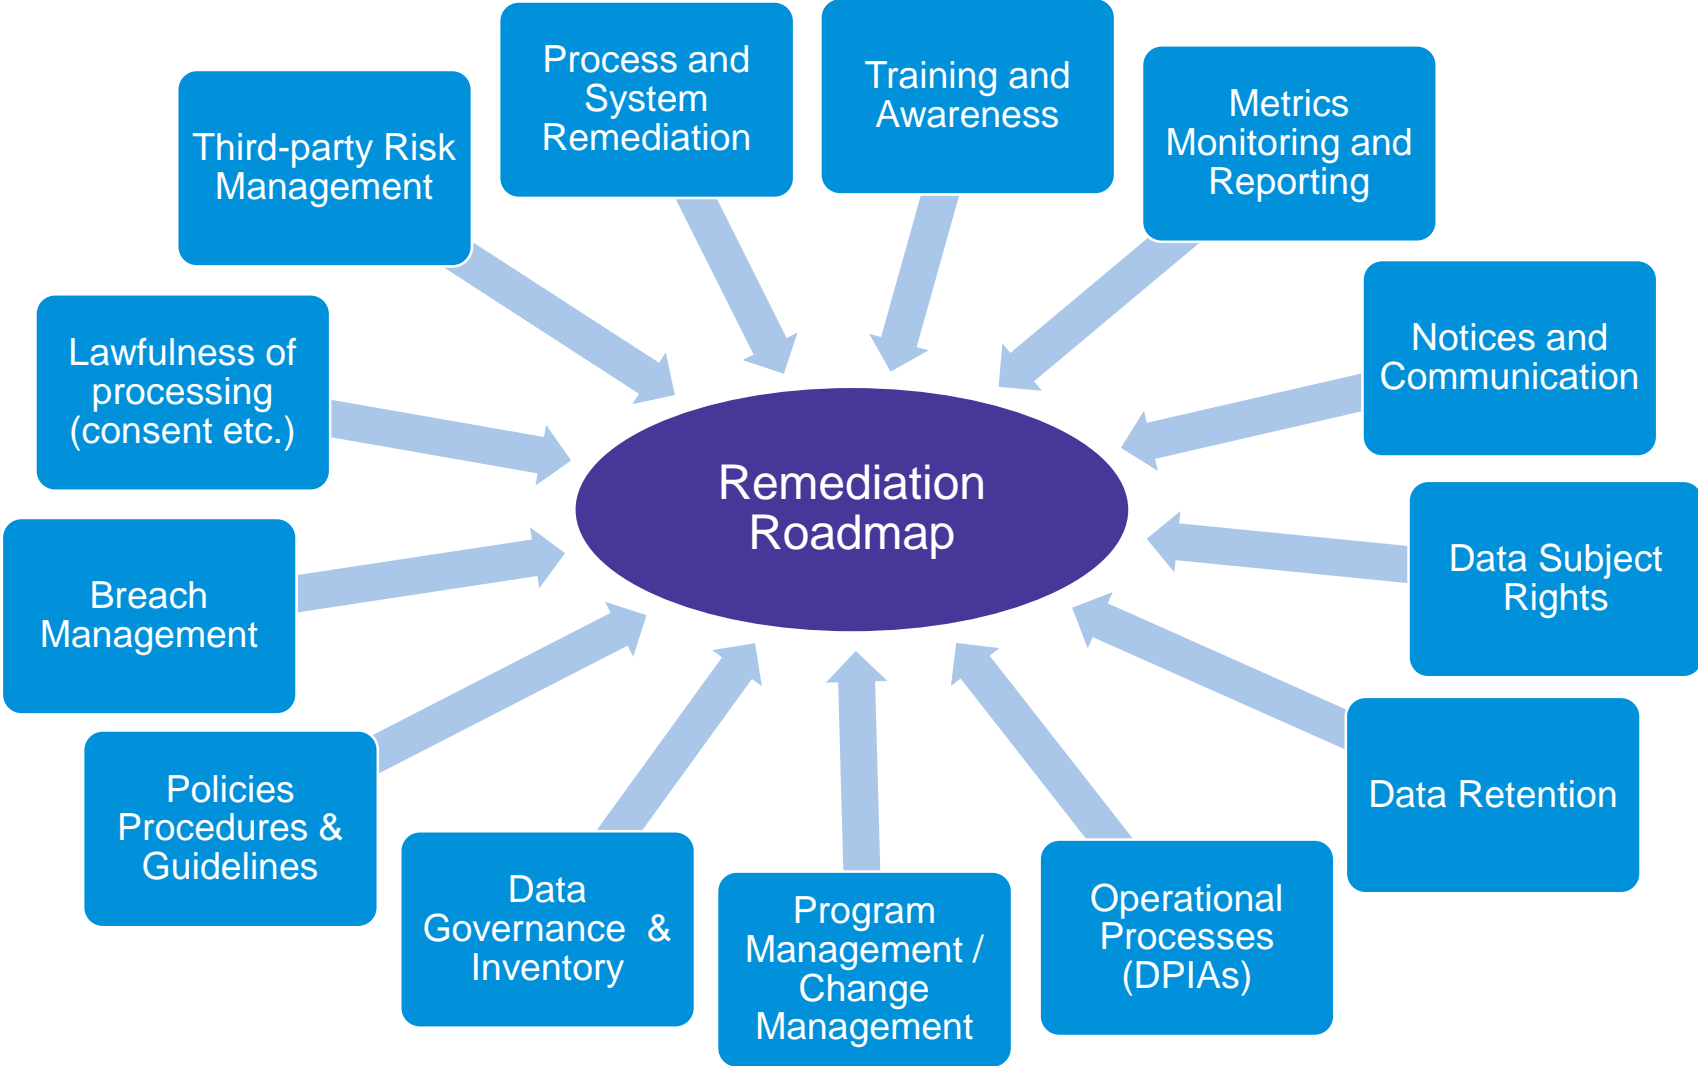 Process and
System
Remediation
Training and
Awareness
Metrics
Monitoring and
Reporting
Third-party Risk
Management
Notices and
Communication
Lawfulness of
processing
(consent etc.)
Remediation
Roadmap
Data Subject
Rights
Breach
Management
Data Retention
Policies
Procedures &
Guidelines
Data
Governance  &
Inventory
Program
Management /
Change
Management
Operational
Processes
(DPIAs)